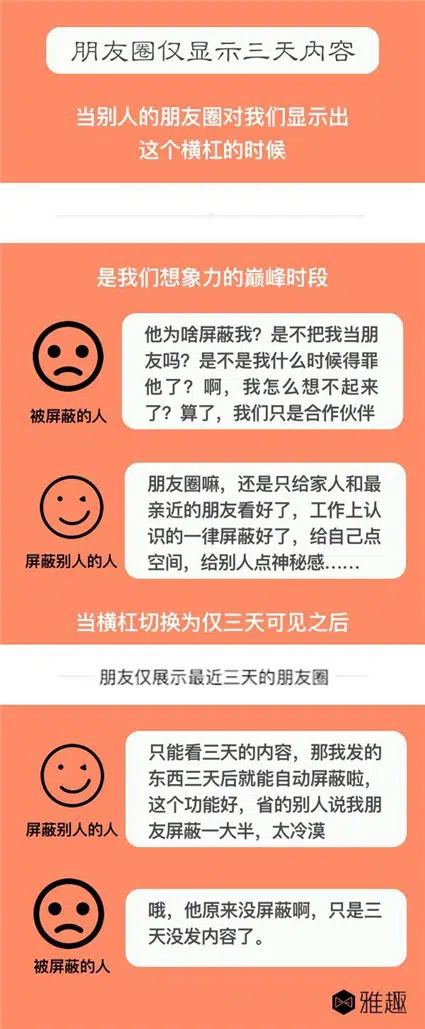 朋友圈仅显示三天内容
当别人的朋友圈对我们显示出
这个横杠的时候
是我们想象力的巅峰时段
他为啥屏蔽我？是不把我当朋
友吗？是不是我什么时候得罪
他了？啊，我怎么想不起来
了？算了，我们只是合作伙伴
被屏蔽的人
朋友圈嘛，还是只给家人和最
亲近的朋友看好了，工作上认
识的一律屏蔽好了，给自己点
空间，给别人点神秘感……
屏蔽别人的人
当横杠切换为仅三天可见之后
朋友仅展示最近三天的朋友圈
只能看三天的内容，那我发的
东西三天后就能自动屏蔽啦，
这个功能好，省的别人说我朋
友屏蔽一大半，太冷漠
屏蔽别人的人
哦，他原来没屏蔽啊，只是三
天没发内容了。
被屏蔽的人
雅趣